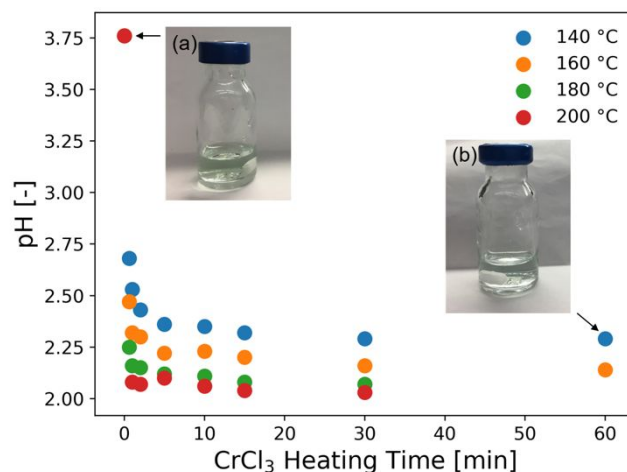 3.75
3.50
3.25
3.00
2.75
2.50
2.25
2.00
pH [-]
(a)
140 °C
160 °C
180 °C
200 °C
(b)
0 10 20 30 40 50 60
CrCl₃ Heating Time [min]